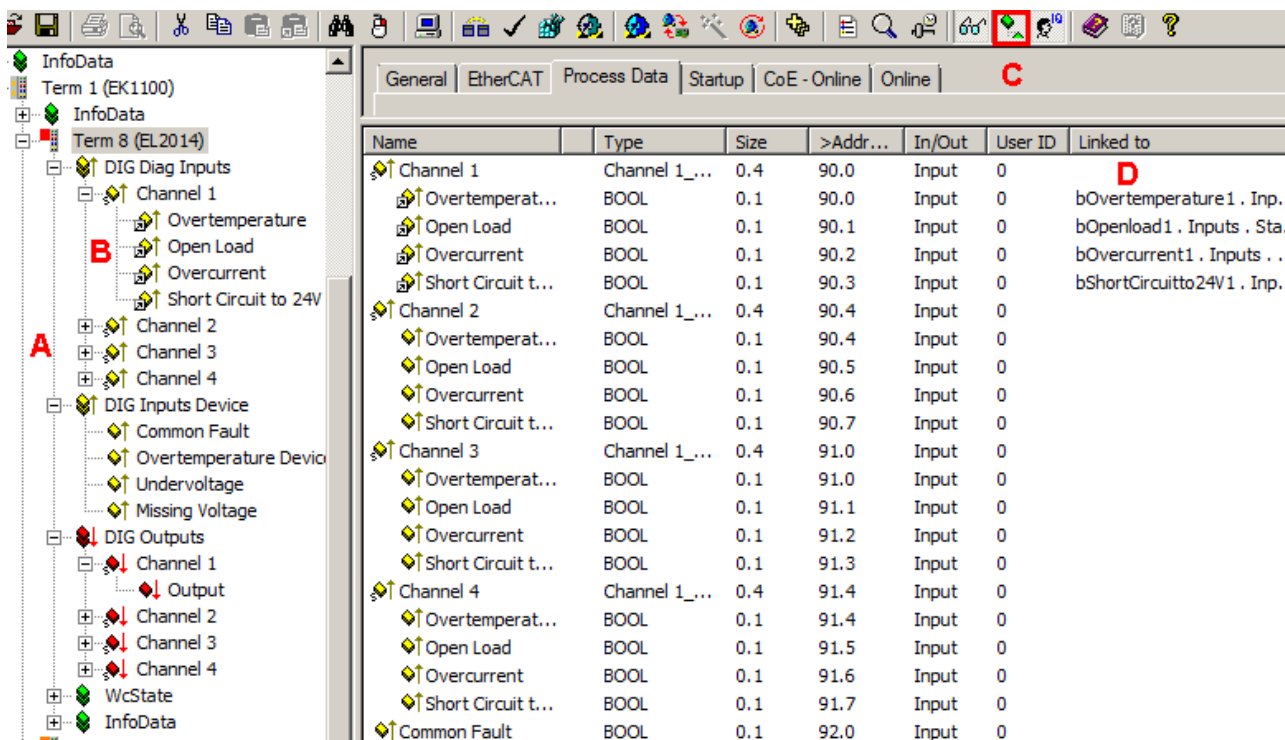 InfoData
Term 1 (EK1100)
InfoData
Term 8 (EL2014)
DIG Diag Inputs
Channel 1
Overtemperature
Open Load
Overcurrent
Short Circuit to 24V
Channel 2
Channel 3
Channel 4
DIG Inputs Device
Common Fault
Overtemperature Devic
Undervoltage
Missing Voltage
DIG Outputs
Channel 1
Output
Channel 2
Channel 3
Channel 4
WcState
InfoData
A
B
C
General EtherCAT Process Data Startup CoE - Online Online
Name Type Size >Addr... In/Out User ID Linked to
D
Channel 1 Channel 1_... 0.4 90.0 Input 0
Overtemperat... BOOL 0.1 90.0 Input 0 bOvertemperature1 . Inp.
Open Load BOOL 0.1 90.1 Input 0 bOpenload1 . Inputs . Sta.
Overcurrent BOOL 0.1 90.2 Input 0 bOvercurrent1 . Inputs . .
Short Circuit t... BOOL 0.1 90.3 Input 0 bShortCircuitto24V1 . Inp.
Channel 2 Channel 1_... 0.4 90.4 Input 0
Overtemperat... BOOL 0.1 90.4 Input 0
Open Load BOOL 0.1 90.5 Input 0
Overcurrent BOOL 0.1 90.6 Input 0
Short Circuit t... BOOL 0.1 90.7 Input 0
Channel 3 Channel 1_... 0.4 91.0 Input 0
Overtemperat... BOOL 0.1 91.0 Input 0
Open Load BOOL 0.1 91.1 Input 0
Overcurrent BOOL 0.1 91.2 Input 0
Short Circuit t... BOOL 0.1 91.3 Input 0
Channel 4 Channel 1_... 0.4 91.4 Input 0
Overtemperat... BOOL 0.1 91.4 Input 0
Open Load BOOL 0.1 91.5 Input 0
Overcurrent BOOL 0.1 91.6 Input 0
Short Circuit t... BOOL 0.1 91.7 Input 0
Common Fault BOOL 0.1 92.0 Input 0